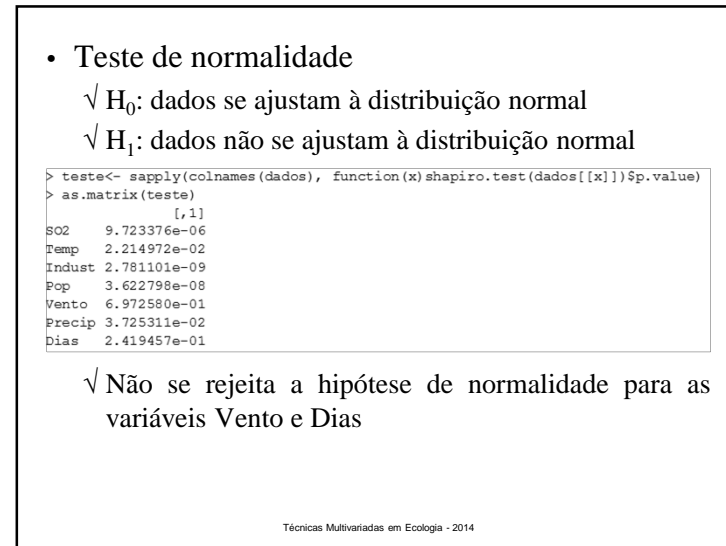 • Teste de normalidade
√ H₀: dados se ajustam à distribuição normal
√ H₁: dados não se ajustam à distribuição normal
> teste<- sapply(colnames(dados), function(x)shapiro.test(dados[[x]])$p.value)
> as.matrix(teste)
[,1]
SO2 9.723376e-06
Temp 2.214972e-02
Indust 2.781101e-09
Pop 3.622798e-08
Vento 6.972580e-01
Precip 3.725311e-02
Dias 2.419457e-01
√ Não se rejeita a hipótese de normalidade para as
variáveis Vento e Dias
Técnicas Multivariadas em Ecologia - 2014